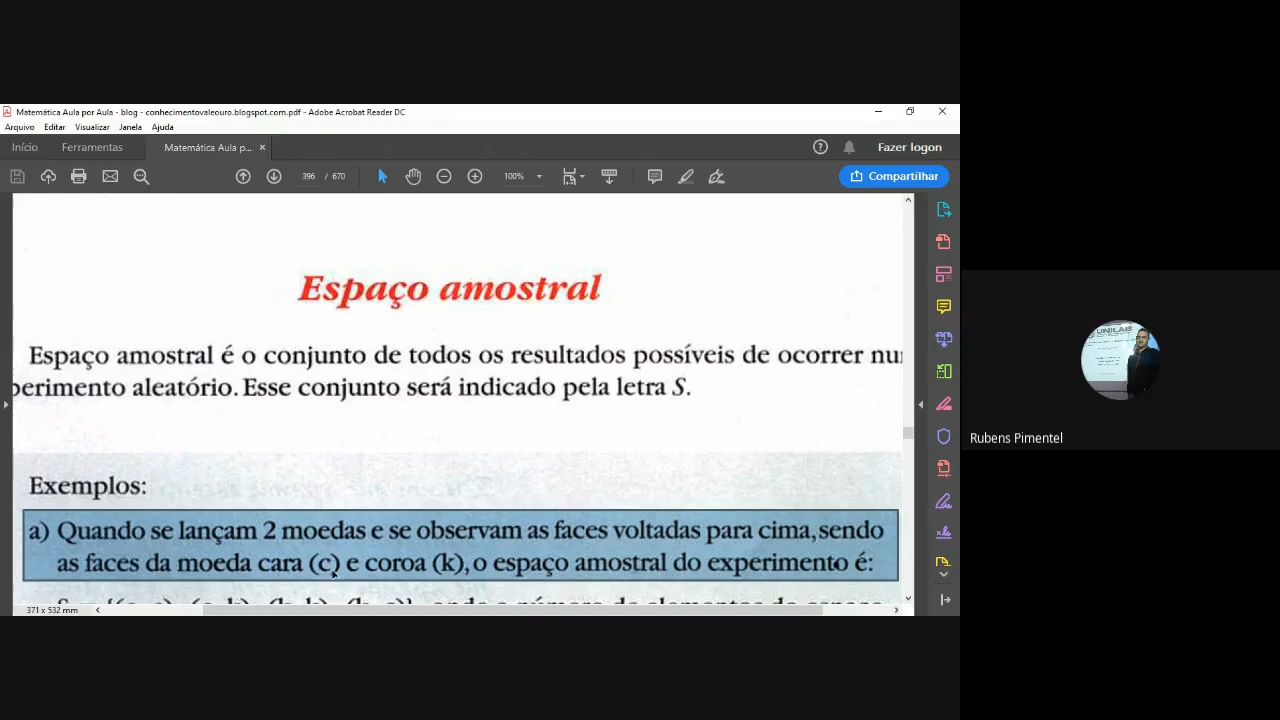 Matemática Aula por Aula - blog - conhecimentovaleouro.blogspot.com.pdf - Adobe Acrobat Reader DC
Arquivo Editar Visualizar Janela Ajuda
Início Ferramentas Matemática Aula p... × Fazer logon
396 / 670 100% Compartilhar
Espaço amostral
Espaço amostral é o conjunto de todos os resultados possíveis de ocorrer nu
perimento aleatório. Esse conjunto será indicado pela letra S.
Exemplos:
a) Quando se lançam 2 moedas e se observam as faces voltadas para cima, sendo
as faces da moeda cara (c) e coroa (k), o espaço amostral do experimento é:
371 x 532 mm
UNILAB
Rubens Pimentel